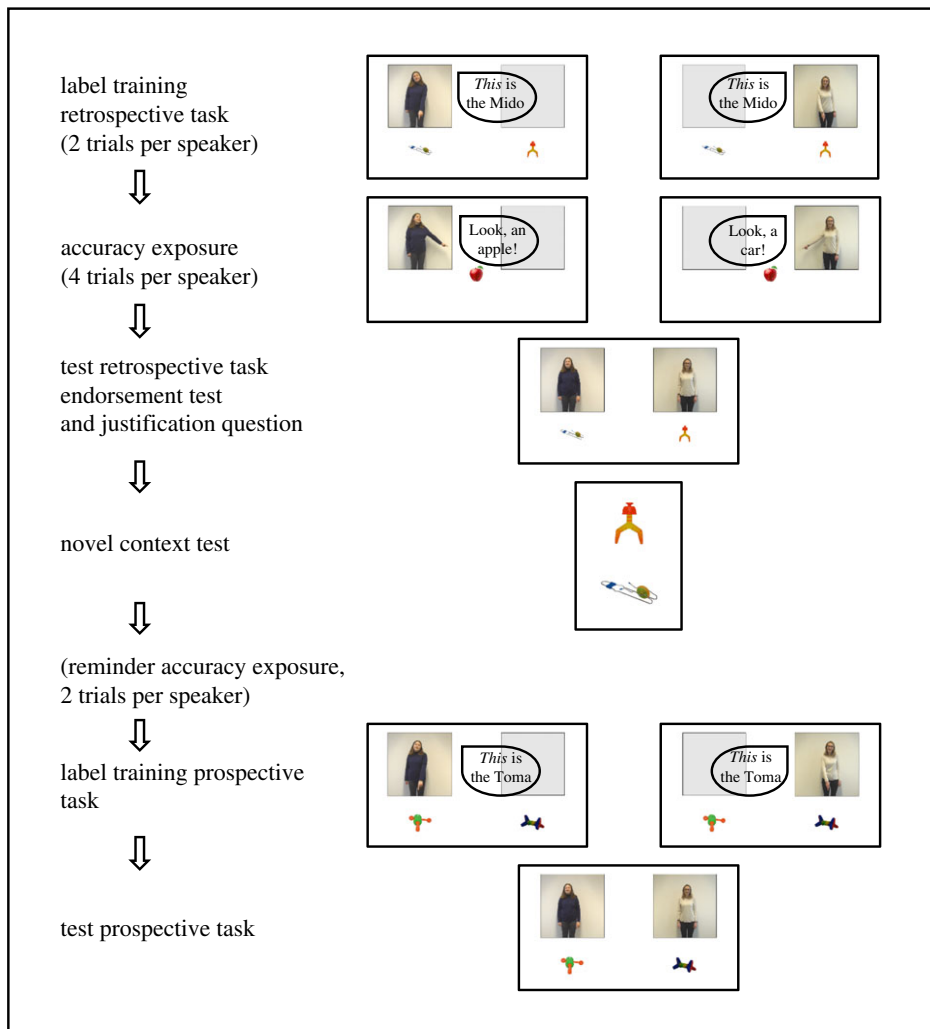 label training
retrospective task
(2 trials per speaker)
This is
the Mido
This is
the Mido
accuracy exposure
(4 trials per speaker)
Look, an
apple!
Look, a
car!
test retrospective task
endorsement test
and justification question
novel context test
(reminder accuracy exposure,
2 trials per speaker)
label training prospective
task
This is
the Toma
This is
the Toma
test prospective task